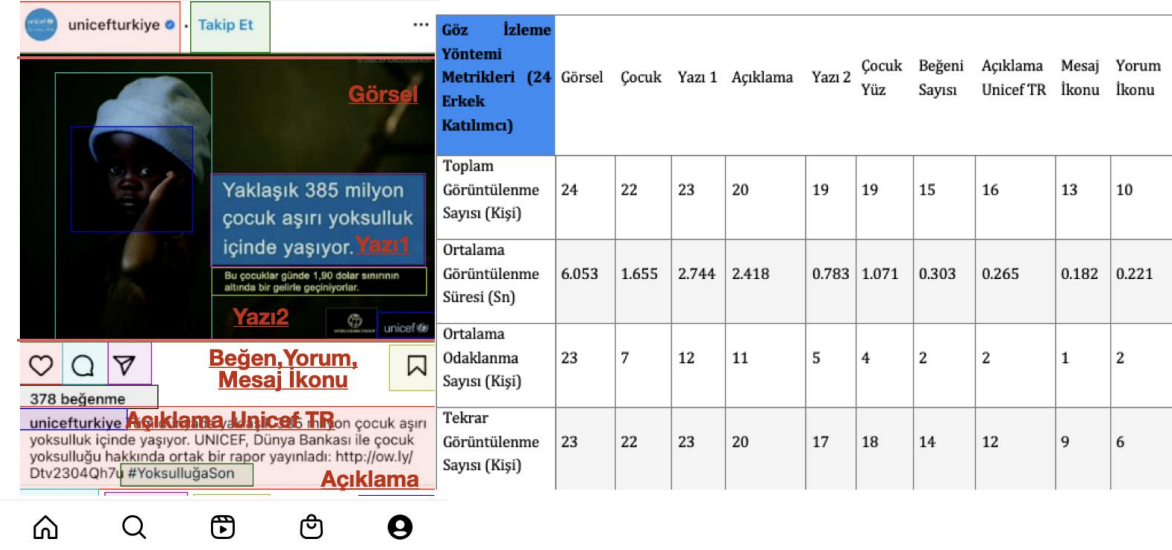 unicefturkiye • Takip Et ...
Görsel
Yaklaşık 385 milyon
çocuk aşırı yoksulluk
içinde yaşıyor.
Yazı1
Bu çocuklar günde 1,90 dolar sınırının
altında bir gelirle geçiniyorlar.
Yazı2
unicef
Beğen,Yorum,
Mesaj İkonu
378 beğenme
Açıklama Unicef TR
unicefturkiye çocuk aşırı
yoksulluk içinde yaşıyor. UNICEF, Dünya Bankası ile çocuk
yoksulluğu hakkında ortak bir rapor yayınladı: http://ow.ly/
Dtv2304Qh7u #YoksulluğaSon
Açıklama
Göz İzleme
Yöntemi
Metrikleri (24
Erkek
Katılımcı)
Görsel Çocuk Yazı 1 Açıklama Yazı 2 Çocuk Yüz Beğeni Sayısı Açıklama Unicef TR Mesaj İkonu Yorum İkonu
Toplam
Görüntülenme
Sayısı (Kişi)
24 22 23 20 19 19 15 16 13 10
Ortalama
Görüntülenme
Süresi (Sn)
6.053 1.655 2.744 2.418 0.783 1.071 0.303 0.265 0.182 0.221
Ortalama
Odaklanma
Sayısı (Kişi)
23 7 12 11 5 4 2 2 1 2
Tekrar
Görüntülenme
Sayısı (Kişi)
23 22 23 20 17 18 14 12 9 6